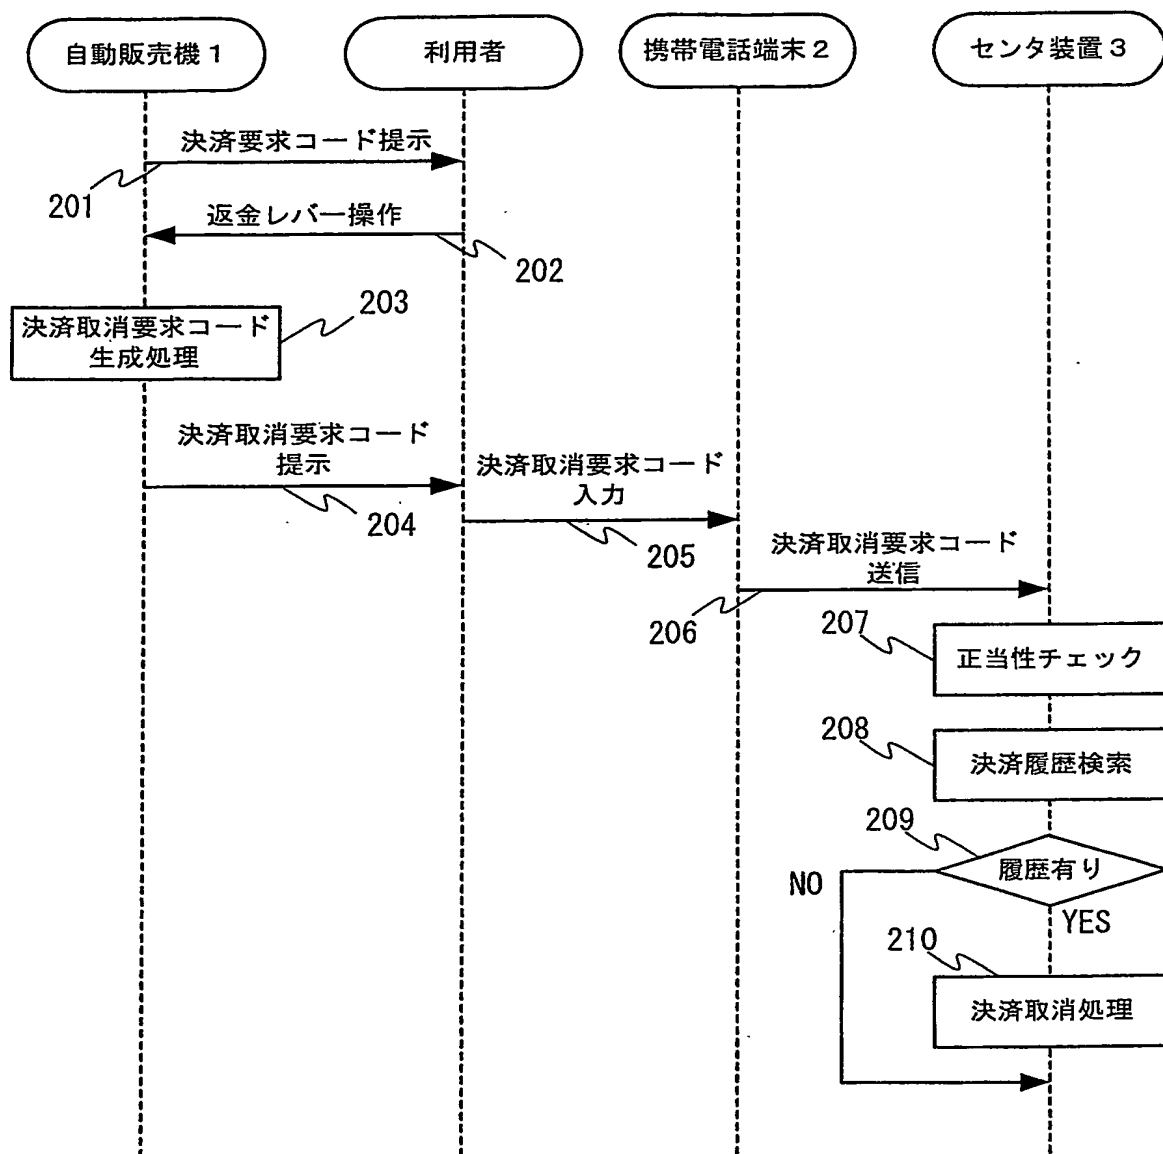 自動販売機1
利用者
携帯電話端末2
センタ装置3
決済要求コード提示
201
返金レバー操作
202
203
決済取消要求コード
生成処理
決済取消要求コード
提示
204
決済取消要求コード
入力
205
決済取消要求コード
送信
206
207
正当性チェック
208
決済履歴検索
209
履歴有り
NO
YES
210
決済取消処理